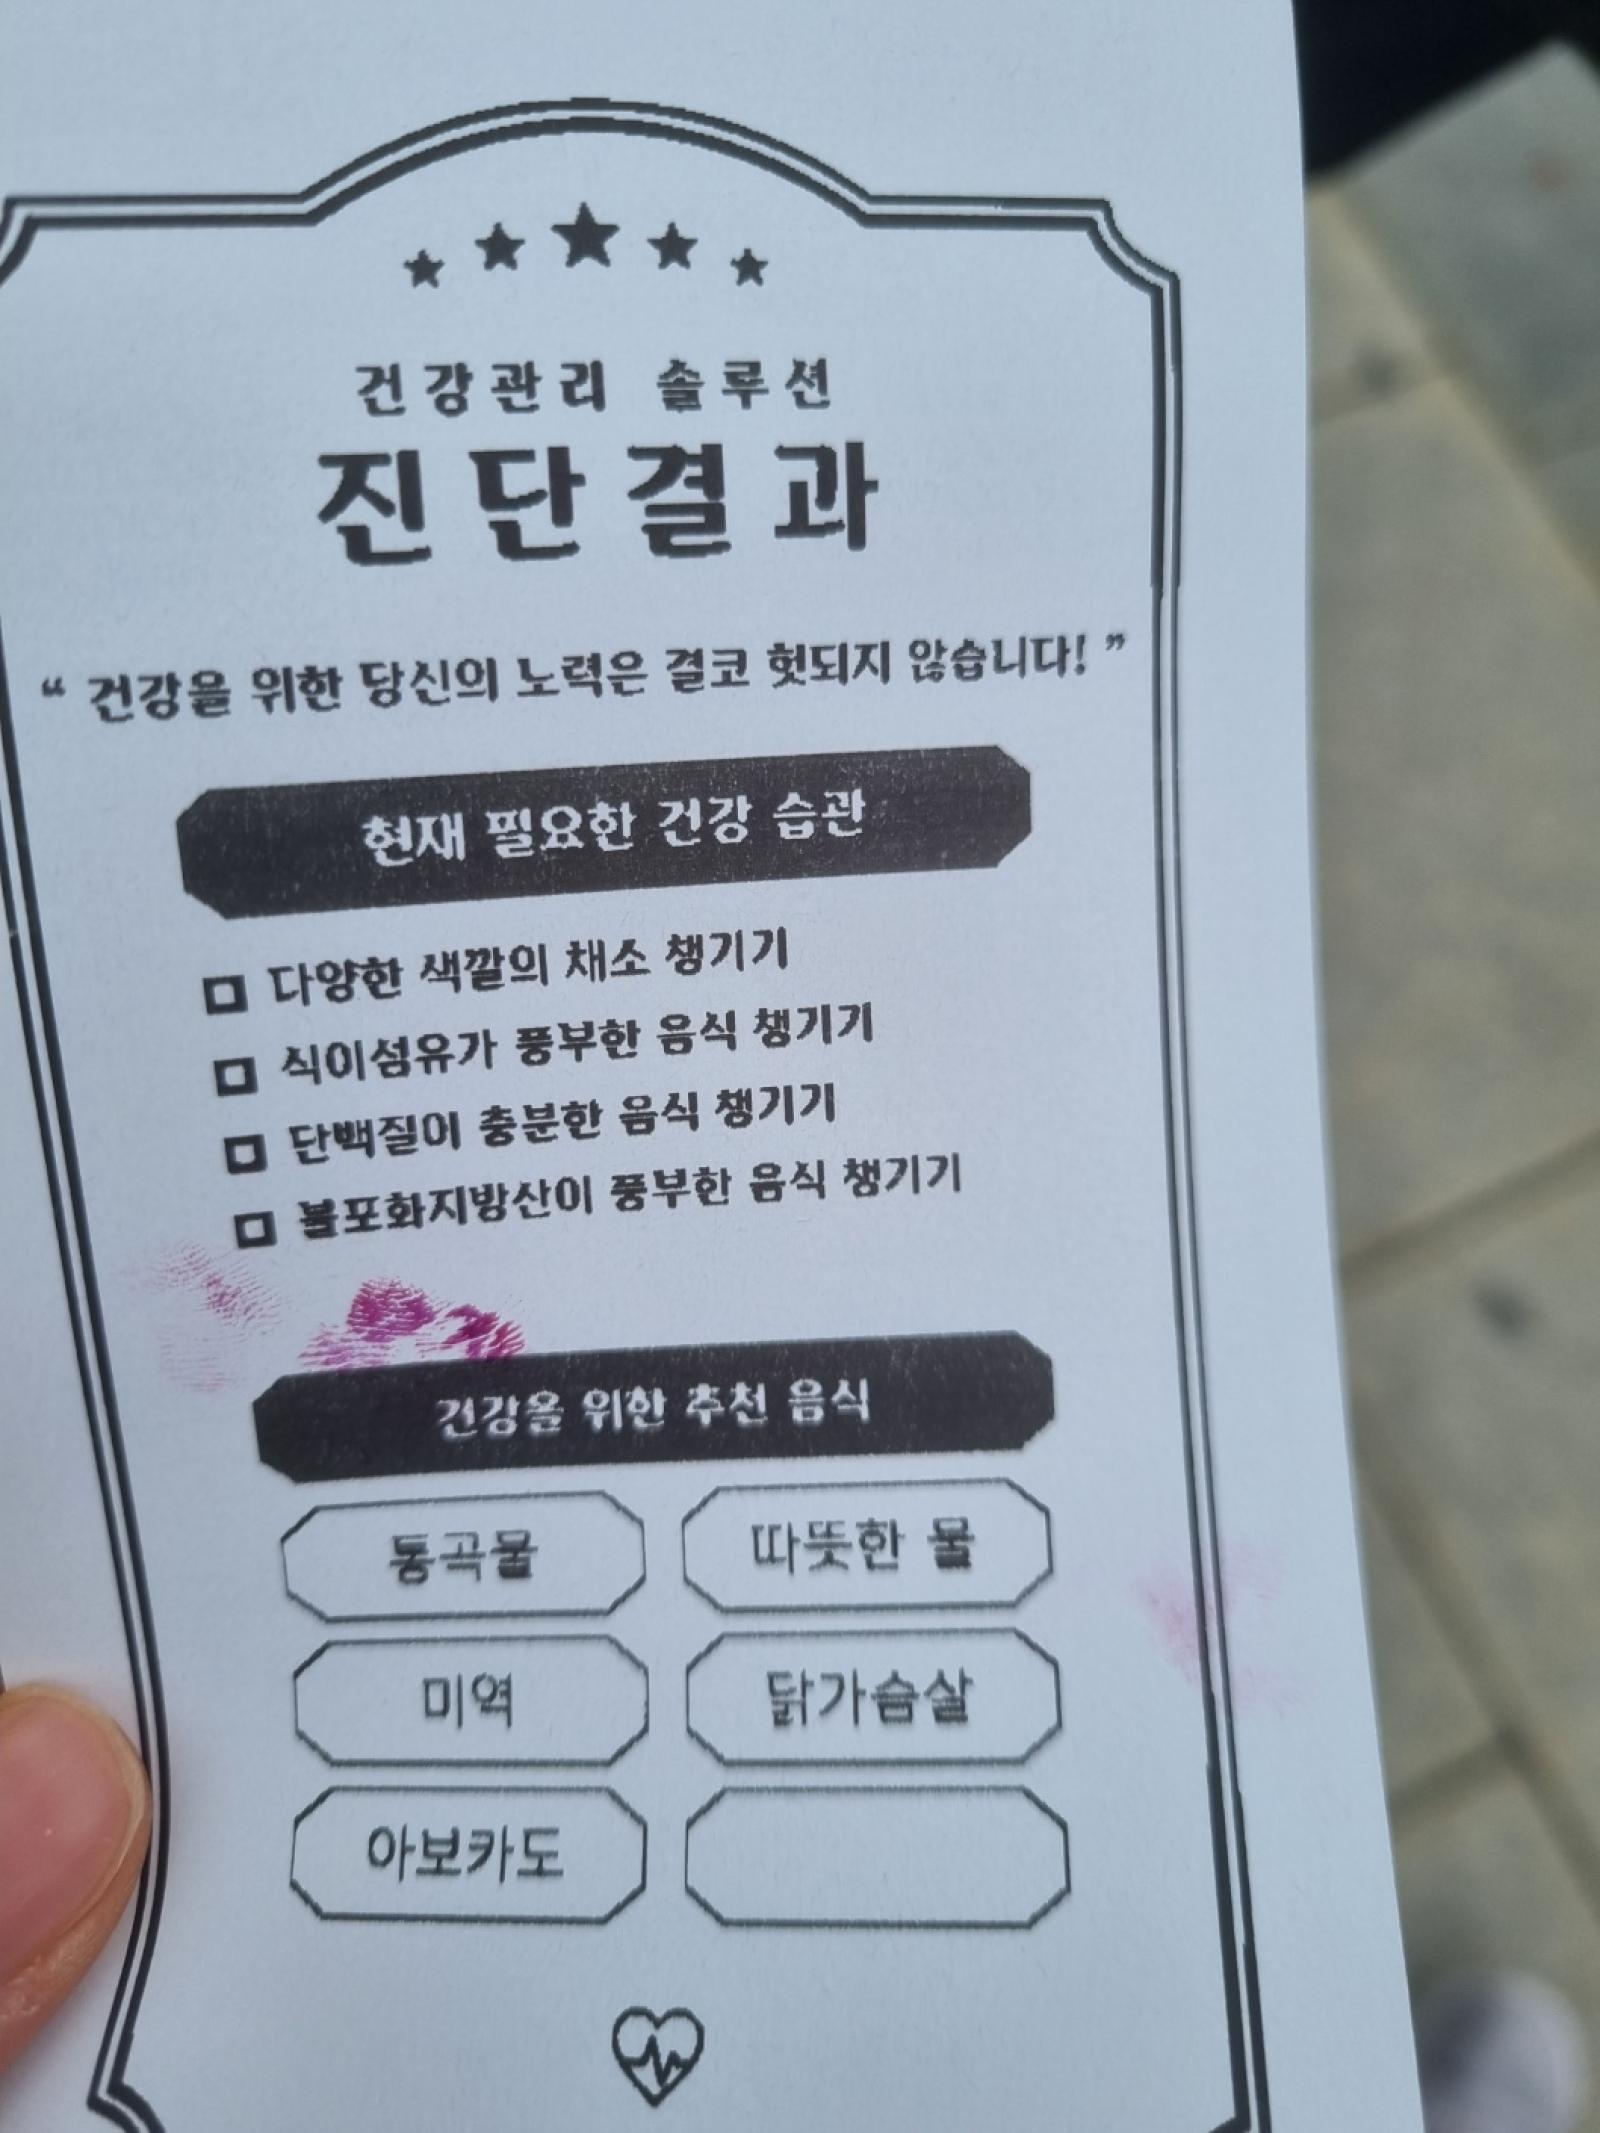 건강관리 솔루션
진단결과
“ 건강을 위한 당신의 노력은 결코 헛되지 않습니다! ”
현재 필요한 건강 습관
다양한 색깔의 채소 챙기기
식이섬유가 풍부한 음식 챙기기
단백질이 충분한 음식 챙기기
불포화지방산이 풍부한 음식 챙기기
건강을 위한 추천 음식
통곡물 따뜻한 물
미역 닭가슴살
아보카도